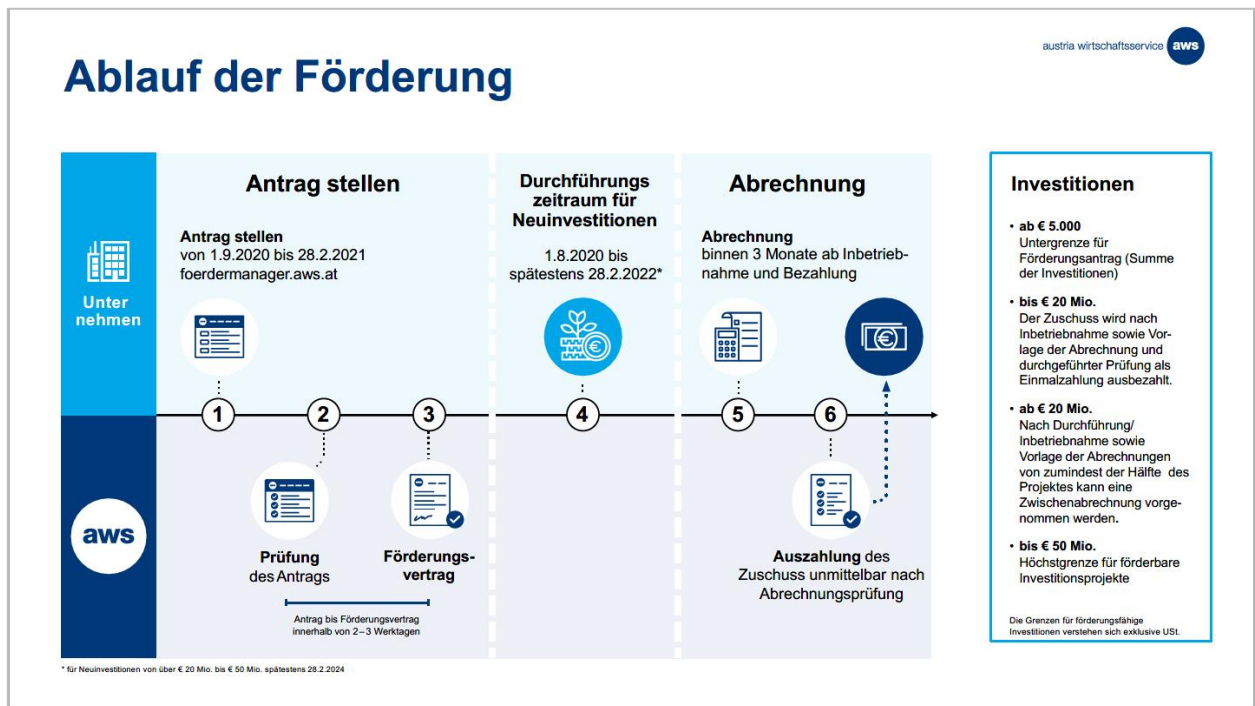 austria wirtschaftsservice aws
Ablauf der Förderung
Unter
nehmen
Antrag stellen
Antrag stellen
von 1.9.2020 bis 28.2.2021
foerdermanager.aws.at
Durchführungs
zeitraum für
Neuinvestitionen
1.8.2020 bis
spätestens 28.2.2022*
Abrechnung
Abrechnung
binnen 3 Monate ab Inbetrieb-
nahme und Bezahlung
1 2 3 4 5 6
aws
Prüfung
des Antrags
Förderungs-
vertrag
Antrag bis Förderungsvertrag
innerhalb von 2–3 Werktagen
Auszahlung des
Zuschuss unmittelbar nach
Abrechnungsprüfung
Investitionen
• ab € 5.000
Untergrenze für
Förderungsantrag (Summe
der Investitionen)
• bis € 20 Mio.
Der Zuschuss wird nach
Inbetriebnahme sowie Vor-
lage der Abrechnung und
durchgeführter Prüfung als
Einmalzahlung ausbezahlt.
• ab € 20 Mio.
Nach Durchführung/
Inbetriebnahme sowie
Vorlage der Abrechnungen
von zumindest der Hälfte des
Projektes kann eine
Zwischenabrechnung vorge-
nommen werden.
• bis € 50 Mio.
Höchstgrenze für förderbare
Investitionsprojekte
Die Grenzen für förderungsfähige
Investitionen verstehen sich exklusive USt.
* für Neuinvestitionen von über € 20 Mio. bis € 50 Mio. spätestens 28.2.2024